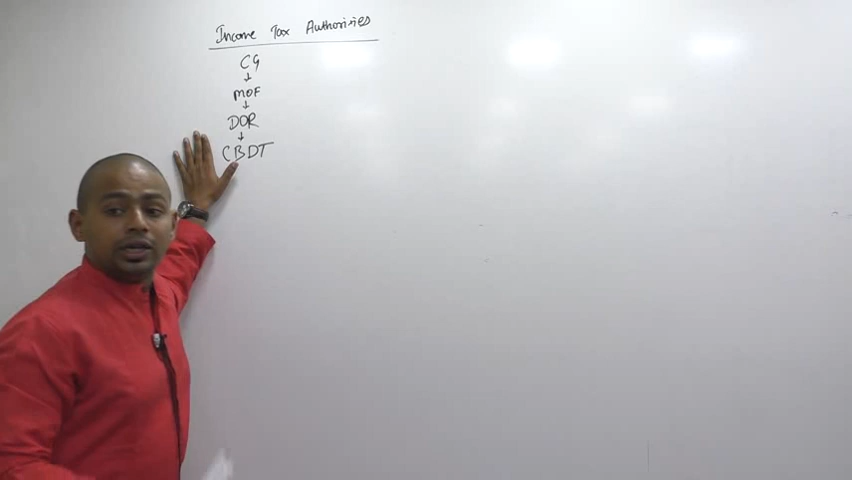 Income Tax Authorities
CG
↓
MOF
↓
DOR
↓
CBDT